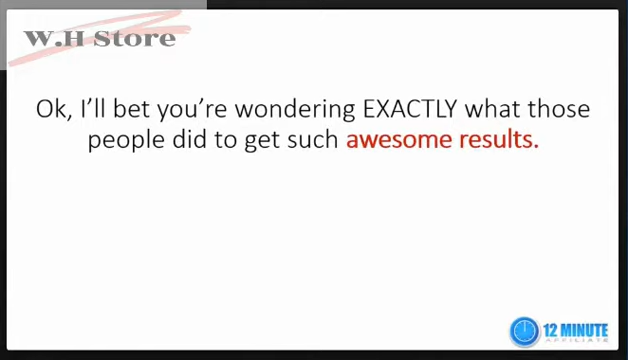 W.H Store
Ok, I’ll bet you’re wondering EXACTLY what those
people did to get such awesome results.
12 MINUTE
AFFILIATE